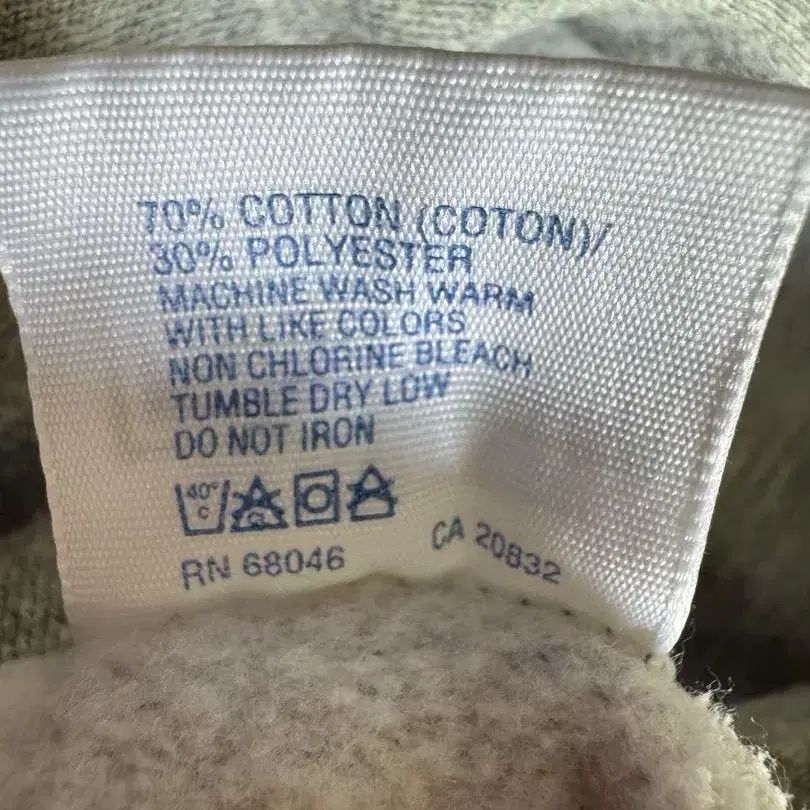 70% COTTON (COTON)/
30% POLYESTER
MACHINE WASH WARM
WITH LIKE COLORS
NON CHLORINE BLEACH
TUMBLE DRY LOW
DO NOT IRON
40°
C
CL
RN 68046 CA 20832